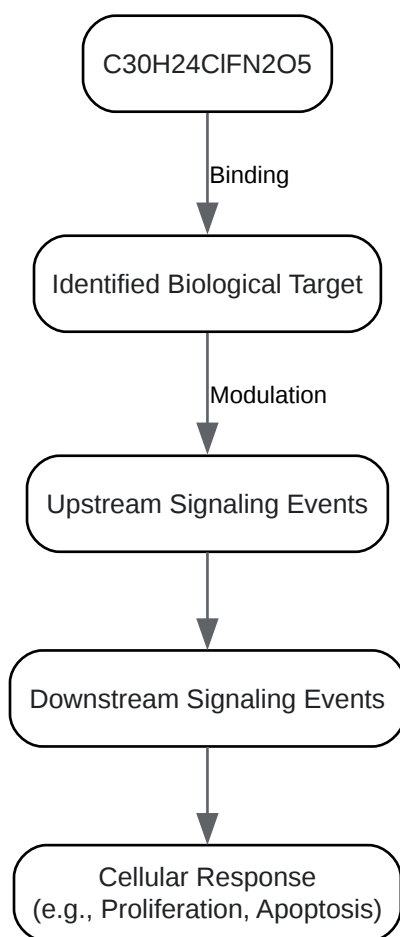 C30H24ClFN2O5
Binding
Identified Biological Target
Modulation
Upstream Signaling Events
Downstream Signaling Events
Cellular Response
(e.g., Proliferation, Apoptosis)